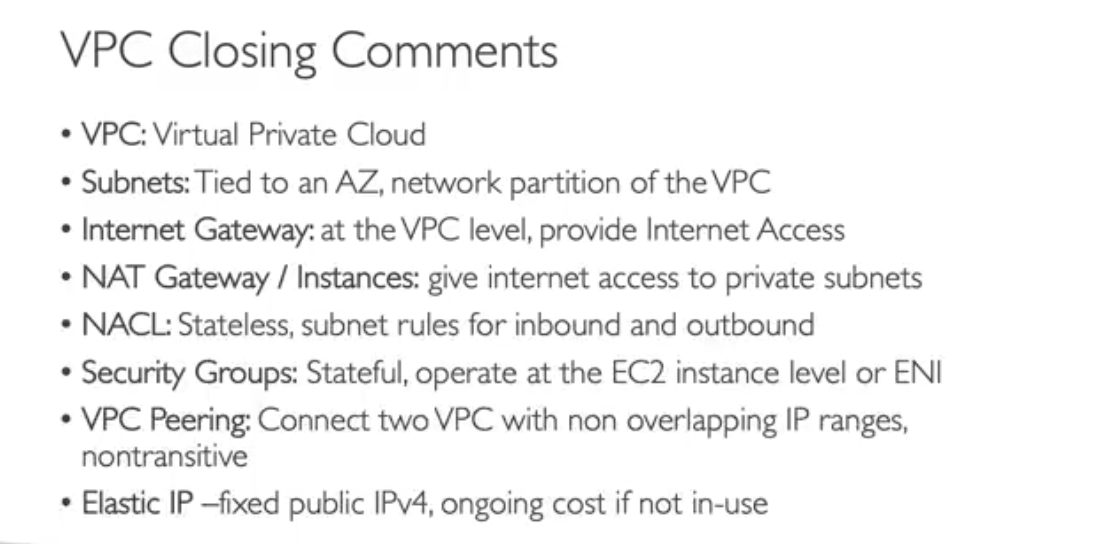 VPC Closing Comments
• VPC: Virtual Private Cloud
• Subnets: Tied to an AZ, network partition of the VPC
• Internet Gateway: at the VPC level, provide Internet Access
• NAT Gateway / Instances: give internet access to private subnets
• NACL: Stateless, subnet rules for inbound and outbound
• Security Groups: Stateful, operate at the EC2 instance level or ENI
• VPC Peering: Connect two VPC with non overlapping IP ranges,
nontransitive
• Elastic IP –fixed public IPv4, ongoing cost if not in-use